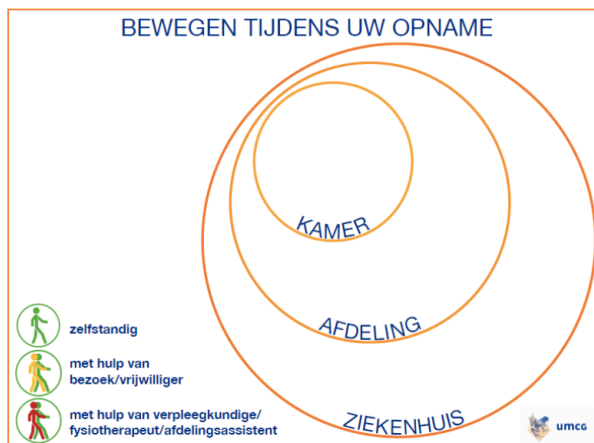 BEWEGEN TIJDENS UW OPNAME
KAMER
AFDELING
ZIEKENHUIS
zelfstandig
met hulp van
bezoek/vrijwilliger
met hulp van verpleegkundige/
fysiotherapeut/afdelingsassistent
umcg